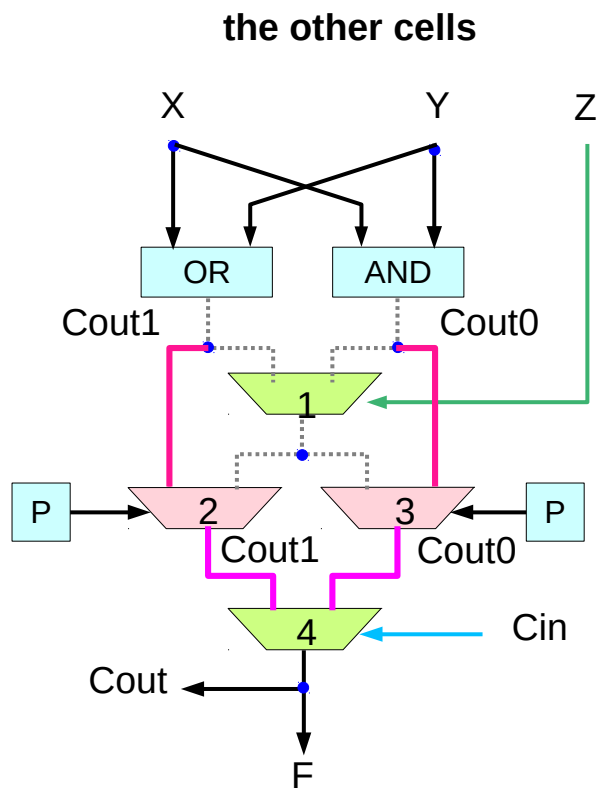 the other cells
X Y Z
OR AND
Cout1 Cout0
1
P 2 3 P
Cout1 Cout0
4 Cin
Cout
F